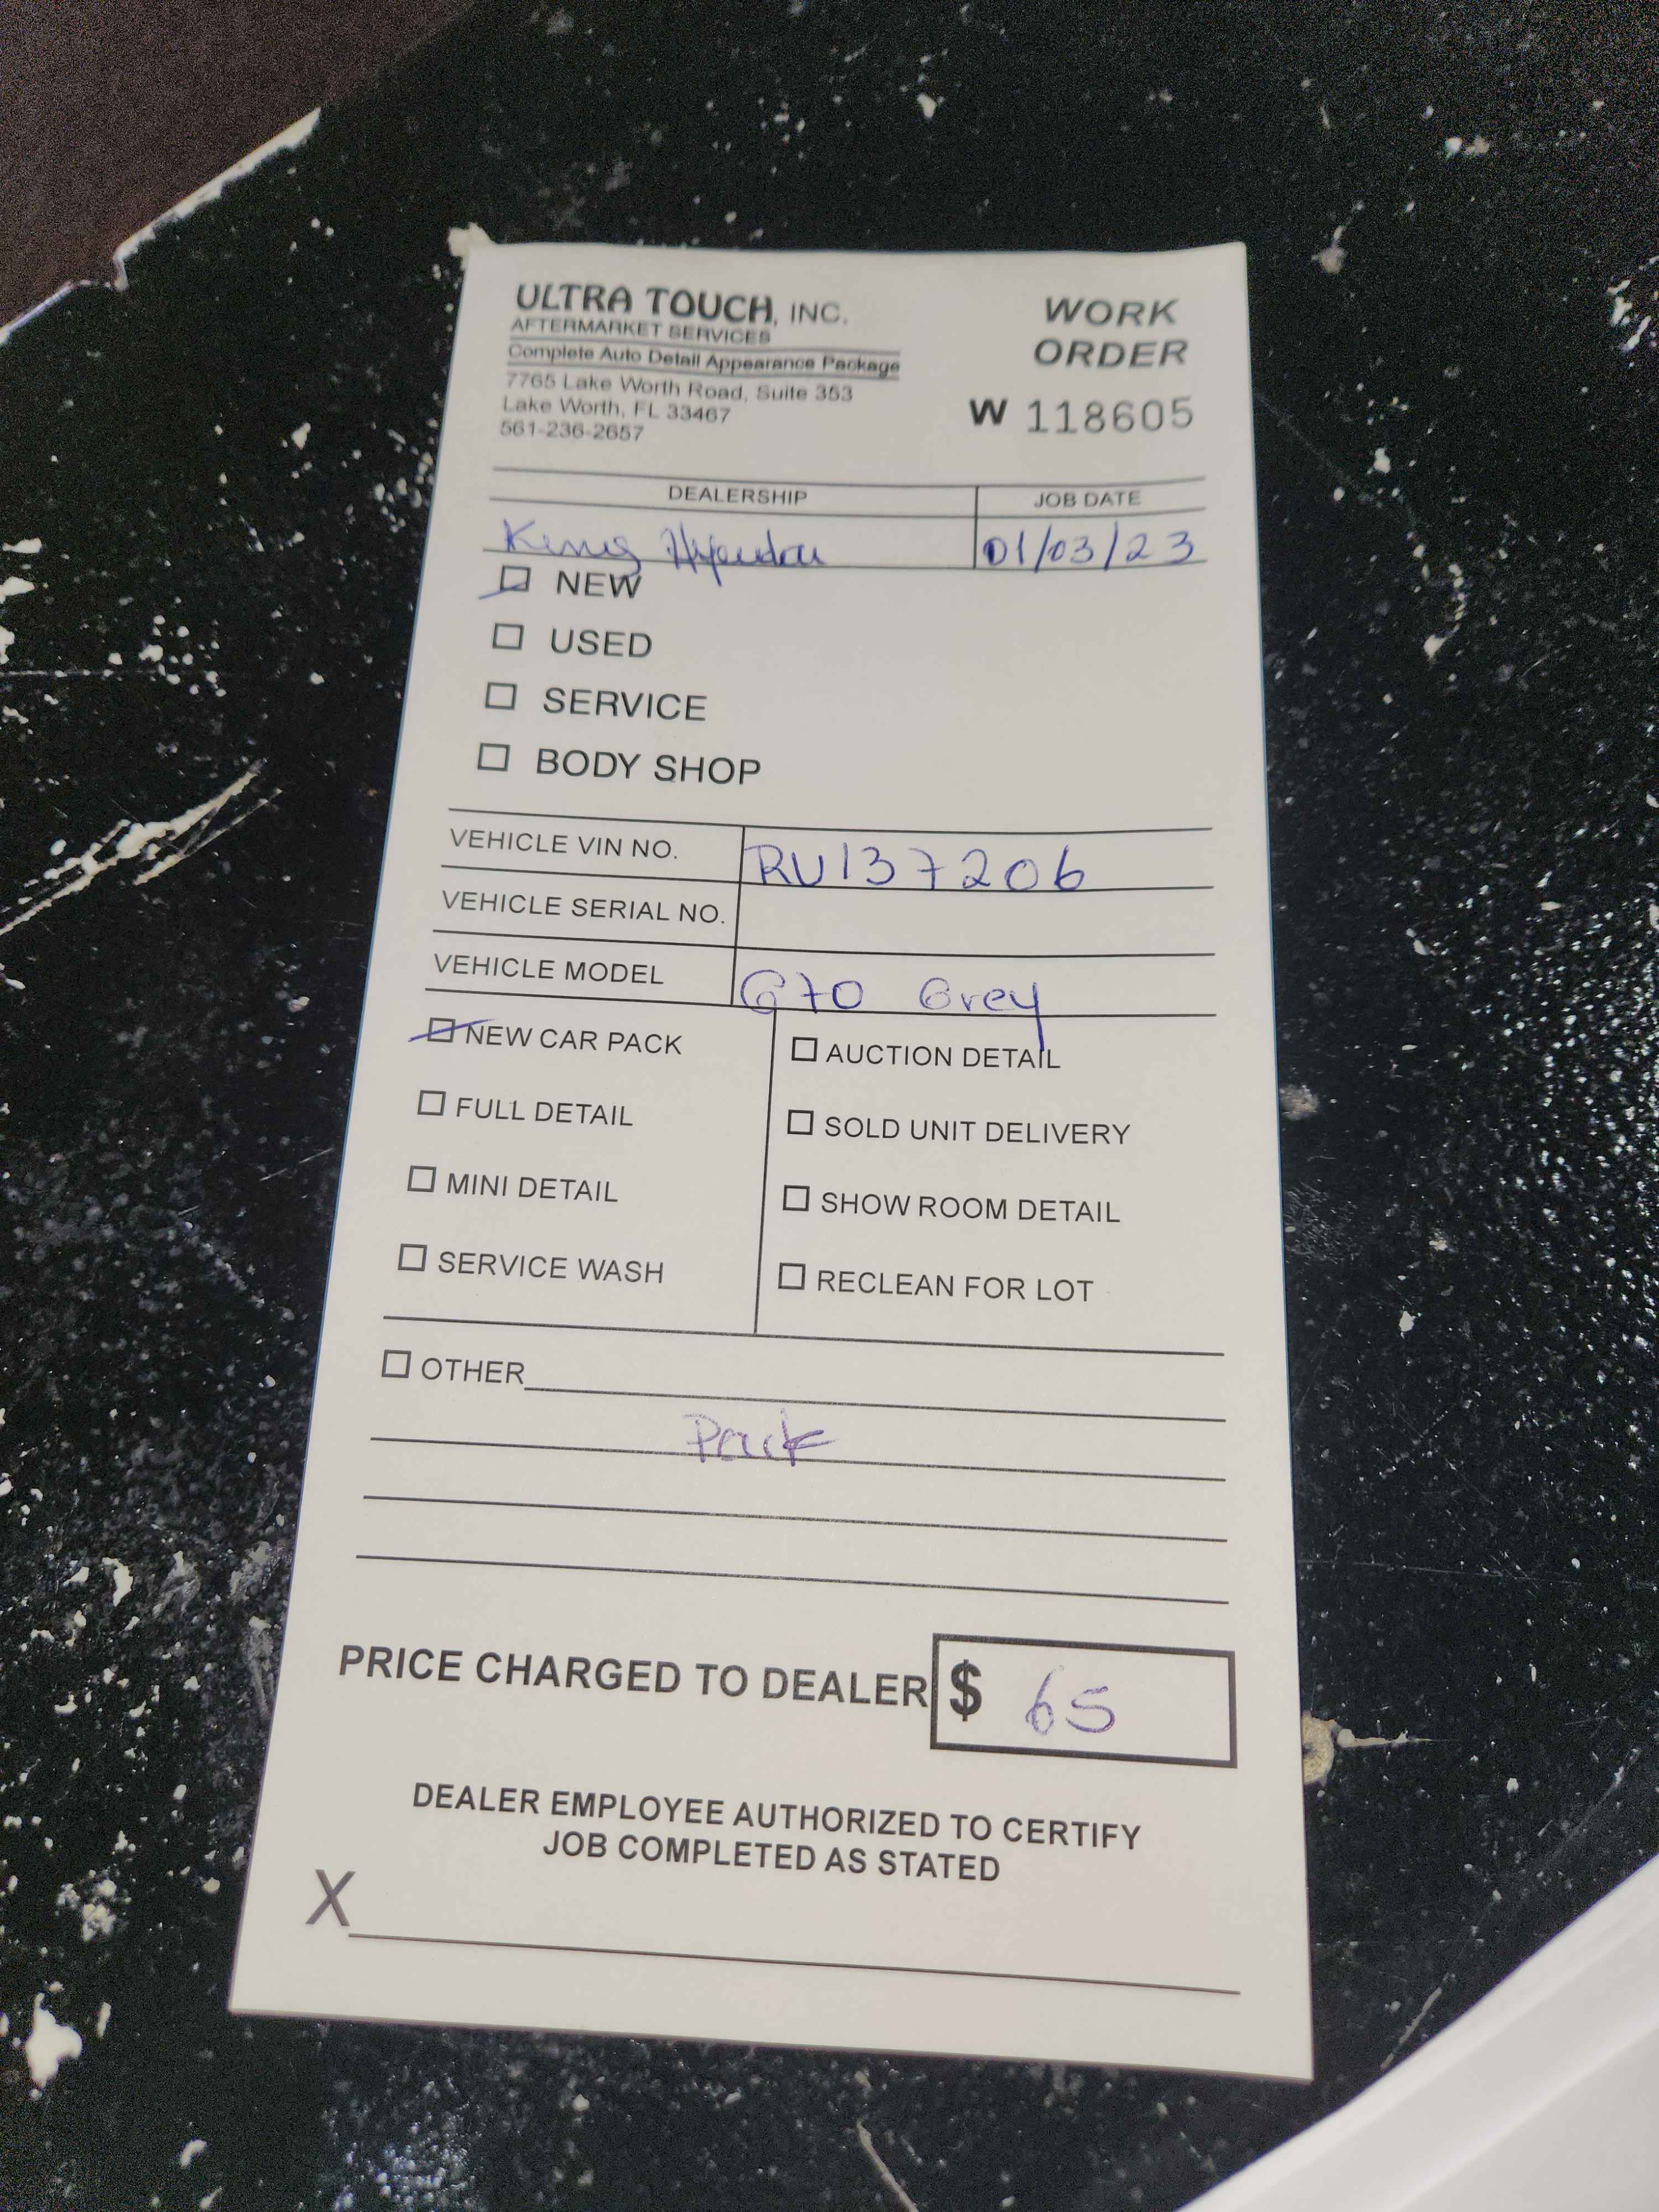 ULTRA TOUCH, INC.
AFTERMARKET SERVICES
Complete Auto Detail Appearance Package
7765 Lake Worth Road, Suite 353
Lake Worth, FL 33467
561-236-2657
WORK
ORDER
W 118605
DEALERSHIP JOB DATE
King 01/03/23
NEW
USED
SERVICE
BODY SHOP
VEHICLE VIN NO. RU137206
VEHICLE SERIAL NO.
VEHICLE MODEL G70 Grey
NEW CAR PACK AUCTION DETAIL
FULL DETAIL SOLD UNIT DELIVERY
MINI DETAIL SHOW ROOM DETAIL
SERVICE WASH RECLEAN FOR LOT
OTHER
Pack
PRICE CHARGED TO DEALER $ 65
DEALER EMPLOYEE AUTHORIZED TO CERTIFY
JOB COMPLETED AS STATED
X